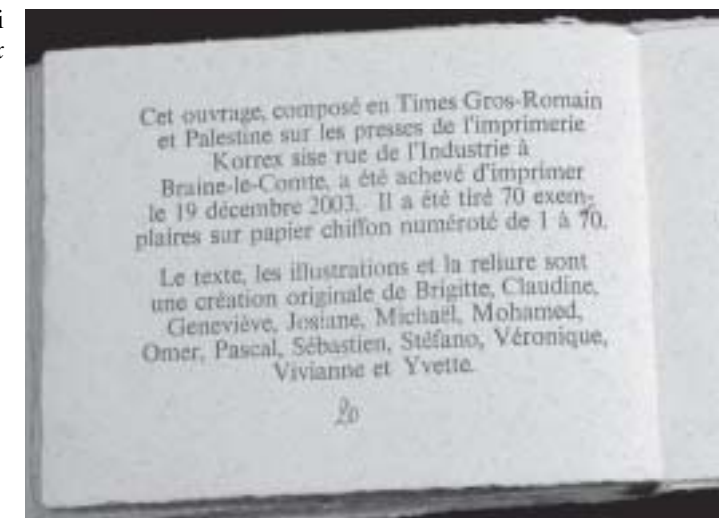 i
r
Cet ouvrage, composé en Times Gros-Romain
et Palestine sur les presses de l'imprimerie
Korrex sise rue de l'Industrie à
Braine-le-Comte, a été achevé d'imprimer
le 19 décembre 2003. Il a été tiré 70 exem-
plaires sur papier chiffon numéroté de 1 à 70.
Le texte, les illustrations et la reliure sont
une création originale de Brigitte, Claudine,
Geneviève, Josiane, Michaël, Mohamed,
Omer, Pascal, Sébastien, Stéfano, Véronique,
Vivianne et Yvette.
20